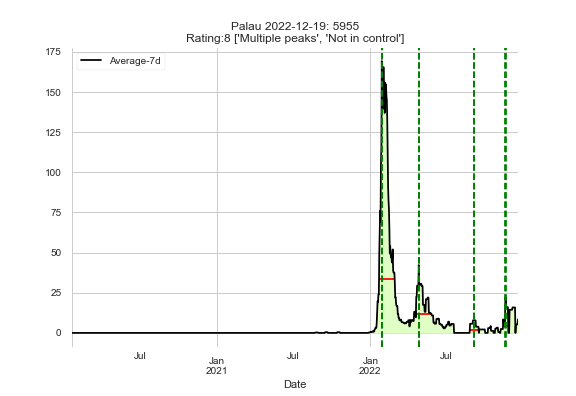 Palau 2022-12-19: 5955
Rating:8 ['Multiple peaks', 'Not in control']
Average-7d
175
150
125
100
75
50
25
0
Jul
Jan
2021
Jul
Jan
2022
Jul
Date